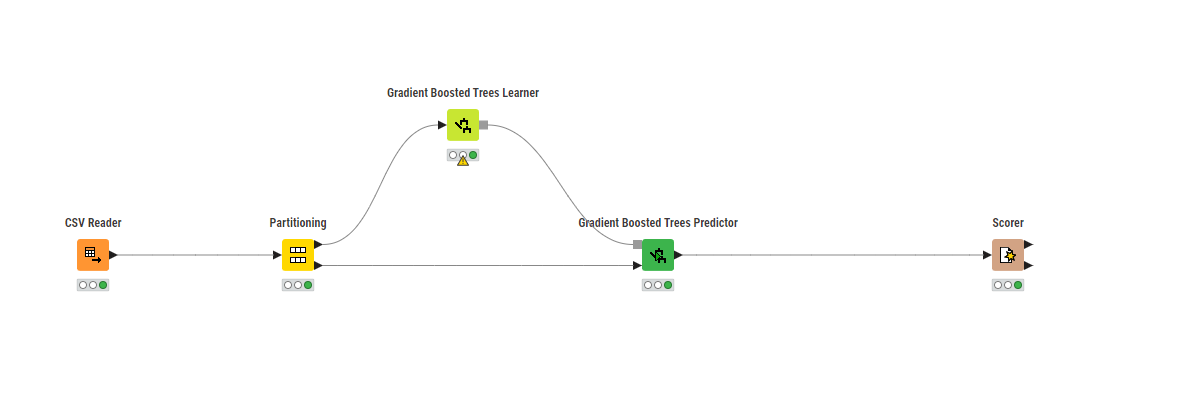 Gradient Boosted Trees Learner
CSV Reader
Partitioning
Gradient Boosted Trees Predictor
Scorer